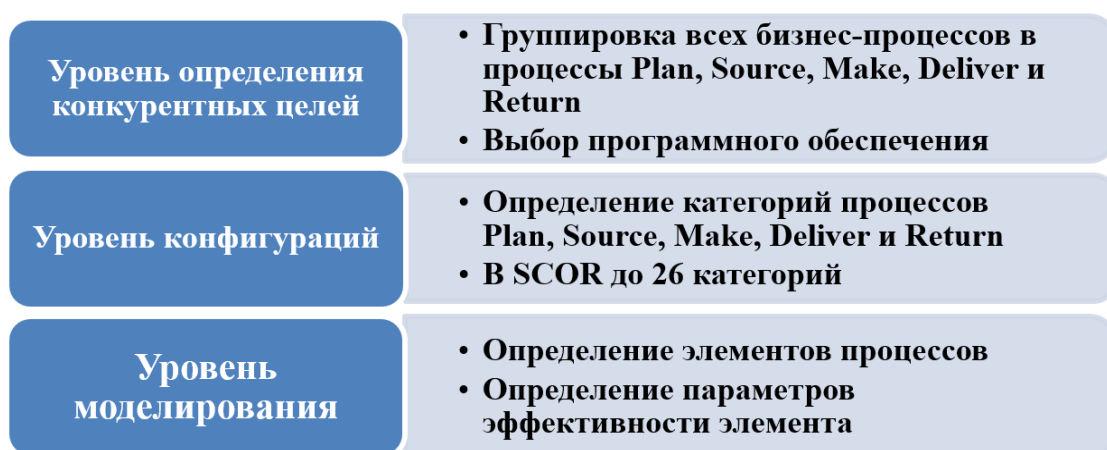 Уровень определения
конкурентных целей
• Группировка всех бизнес-процессов в
процессы Plan, Source, Make, Deliver и
Return
• Выбор программного обеспечения
Уровень конфигураций
• Определение категорий процессов
Plan, Source, Make, Deliver и Return
• В SCOR до 26 категорий
Уровень
моделирования
• Определение элементов процессов
• Определение параметров
эффективности элемента